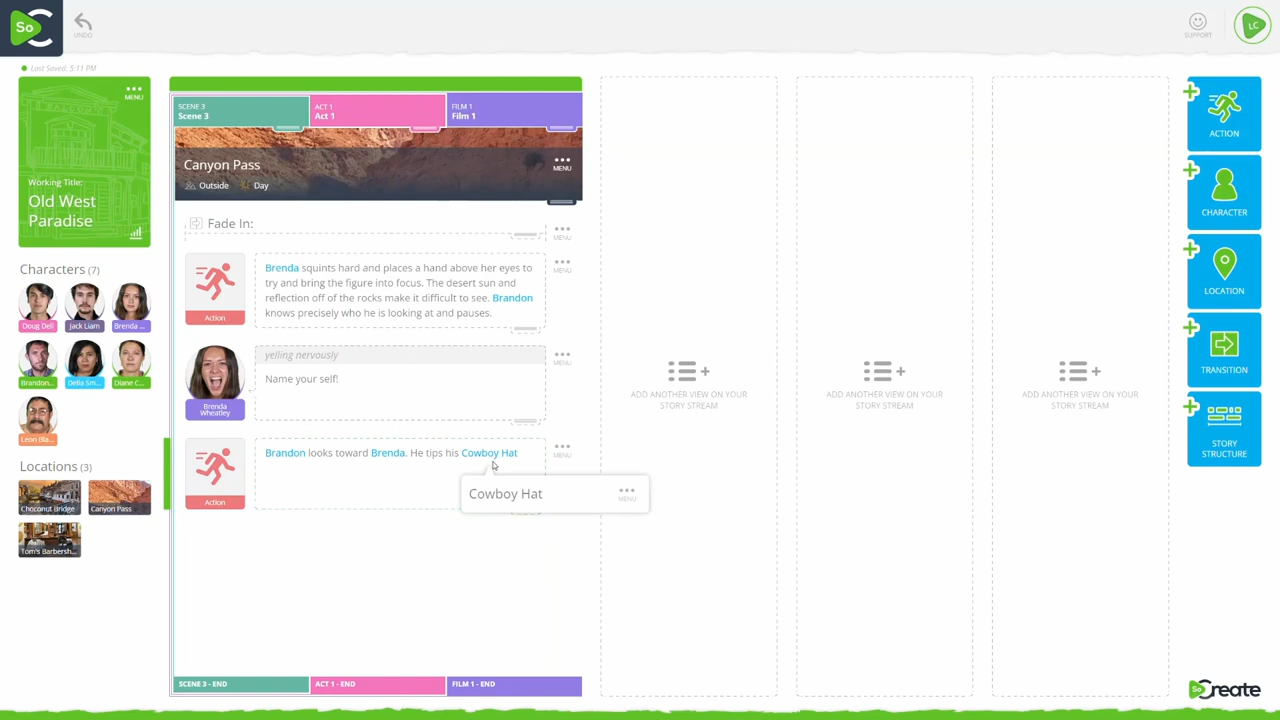 So
UNDO
SUPPORT
LC
Last Saved: 5:11 PM
MENU
Working Title:
Old West
Paradise
Characters (7)
Doug Dell
Jack Liam
Brenda ...
Brandon...
Della Sm...
Diane C...
Leon Bla...
Locations (3)
Choconut Bridge
Canyon Pass
Tom's Barbersh...
SCENE 3
Scene 3
ACT 1
Act 1
FILM 1
Film 1
Canyon Pass
MENU
Outside
Day
Fade In:
MENU
Action
Brenda squints hard and places a hand above her eyes to
try and bring the figure into focus. The desert sun and
reflection off of the rocks make it difficult to see. Brandon
knows precisely who he is looking at and pauses.
MENU
Brenda
Wheatley
yelling nervously
Name your self!
MENU
Action
Brandon looks toward Brenda. He tips his Cowboy Hat
MENU
Cowboy Hat
MENU
SCENE 3 - END
ACT 1 - END
FILM 1 - END
ADD ANOTHER VIEW ON YOUR
STORY STREAM
ADD ANOTHER VIEW ON YOUR
STORY STREAM
ADD ANOTHER VIEW ON YOUR
STORY STREAM
ACTION
CHARACTER
LOCATION
TRANSITION
STORY
STRUCTURE
SoCreate